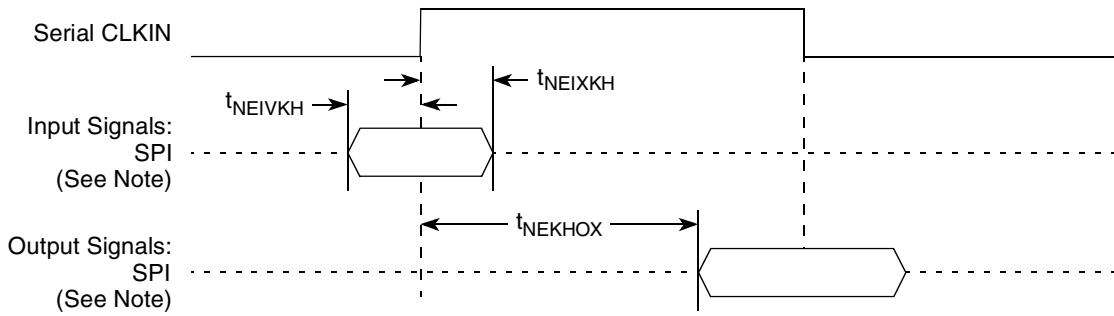 Serial CLKIN
tNEIXKH
tNEIVKH
Input Signals:
SPI
(See Note)
tNEKHOX
Output Signals:
SPI
(See Note)